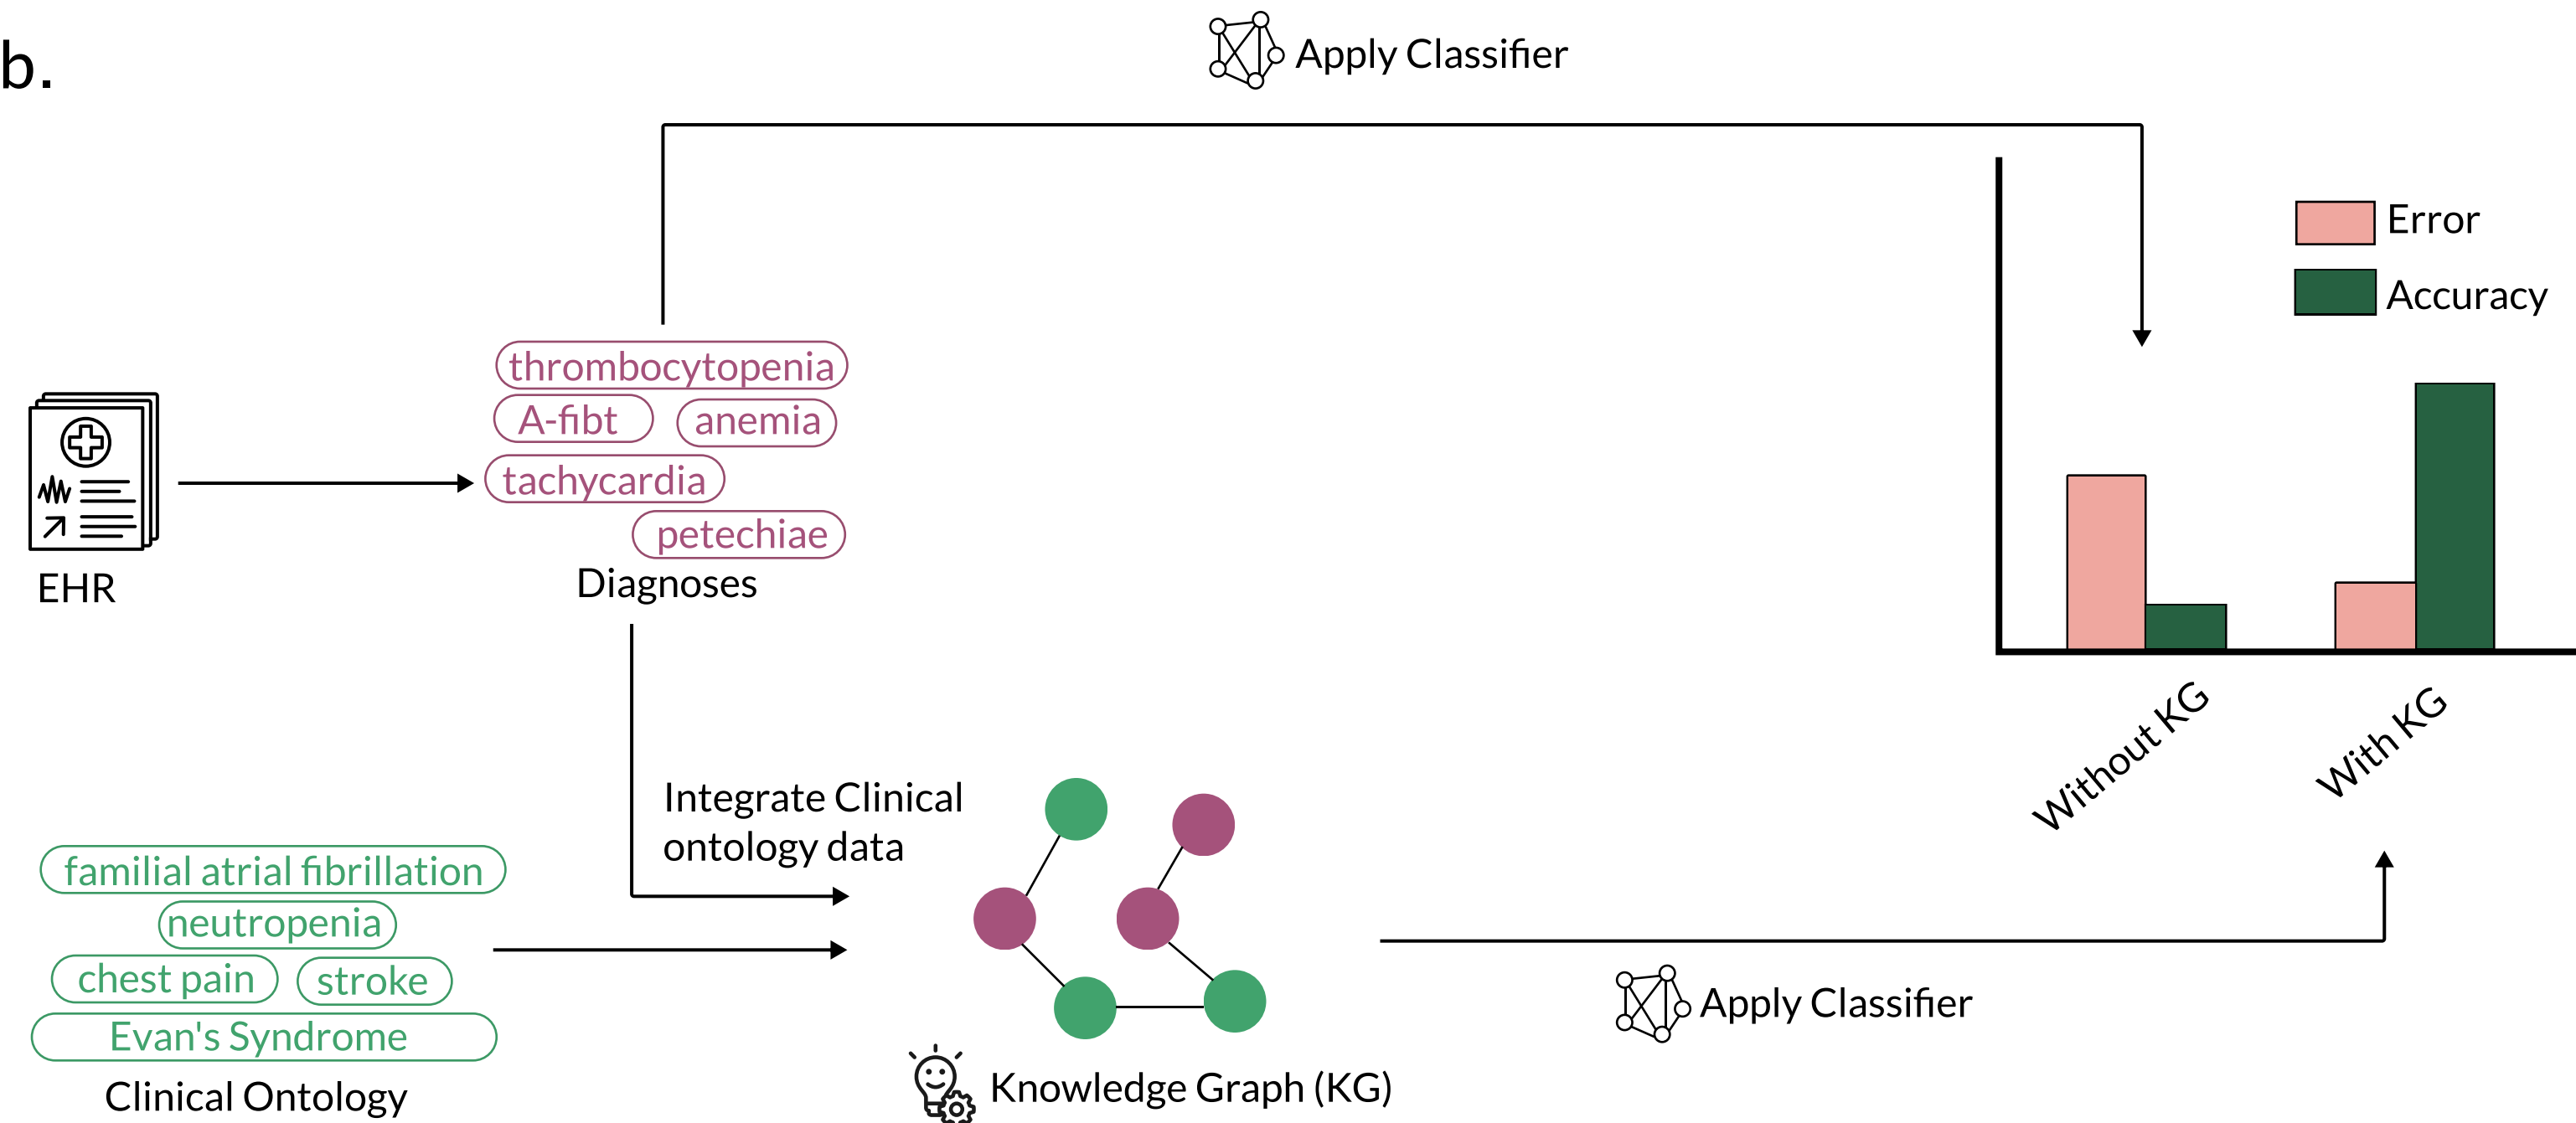 b.
Apply Classifier
Error
Accuracy
thrombocytopenia
A-fibt
anemia
tachycardia
petechiae
Diagnoses
EHR
Without KG
With KG
Integrate Clinical
ontology data
familial atrial fibrillation
neutropenia
chest pain
stroke
Evan's Syndrome
Clinical Ontology
Knowledge Graph (KG)
Apply Classifier